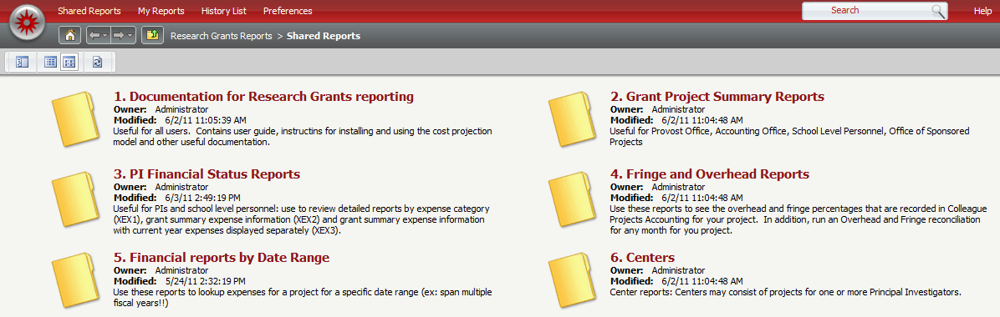 Shared Reports My Reports History List Preferences Search Help
Research Grants Reports > Shared Reports
1. Documentation for Research Grants reporting
Owner: Administrator
Modified: 6/2/11 11:05:39 AM
Useful for all users. Contains user guide, instructins for installing and using the cost projection
model and other useful documentation.
2. Grant Project Summary Reports
Owner: Administrator
Modified: 6/2/11 11:04:48 AM
Useful for Provost Office, Accounting Office, School Level Personnel, Office of Sponsored
Projects
3. PI Financial Status Reports
Owner: Administrator
Modified: 6/3/11 2:49:19 PM
Useful for PIs and school level personnel: use to review detailed reports by expense category
(XEX1), grant summary expense information (XEX2) and grant summary expense information
with current year expenses displayed separately (XEX3).
4. Fringe and Overhead Reports
Owner: Administrator
Modified: 6/2/11 11:04:48 AM
Use these reports to see the overhead and fringe percentages that are recorded in Colleague
Projects Accounting for your project. In addition, run an Overhead and Fringe reconciliation
for any month for you project.
5. Financial reports by Date Range
Owner: Administrator
Modified: 5/24/11 2:32:19 PM
Use these reports to lookup expenses for a project for a specific date range (ex: span multiple
fiscal years!!)
6. Centers
Owner: Administrator
Modified: 6/2/11 11:04:48 AM
Center reports: Centers may consist of projects for one or more Principal Investigators.